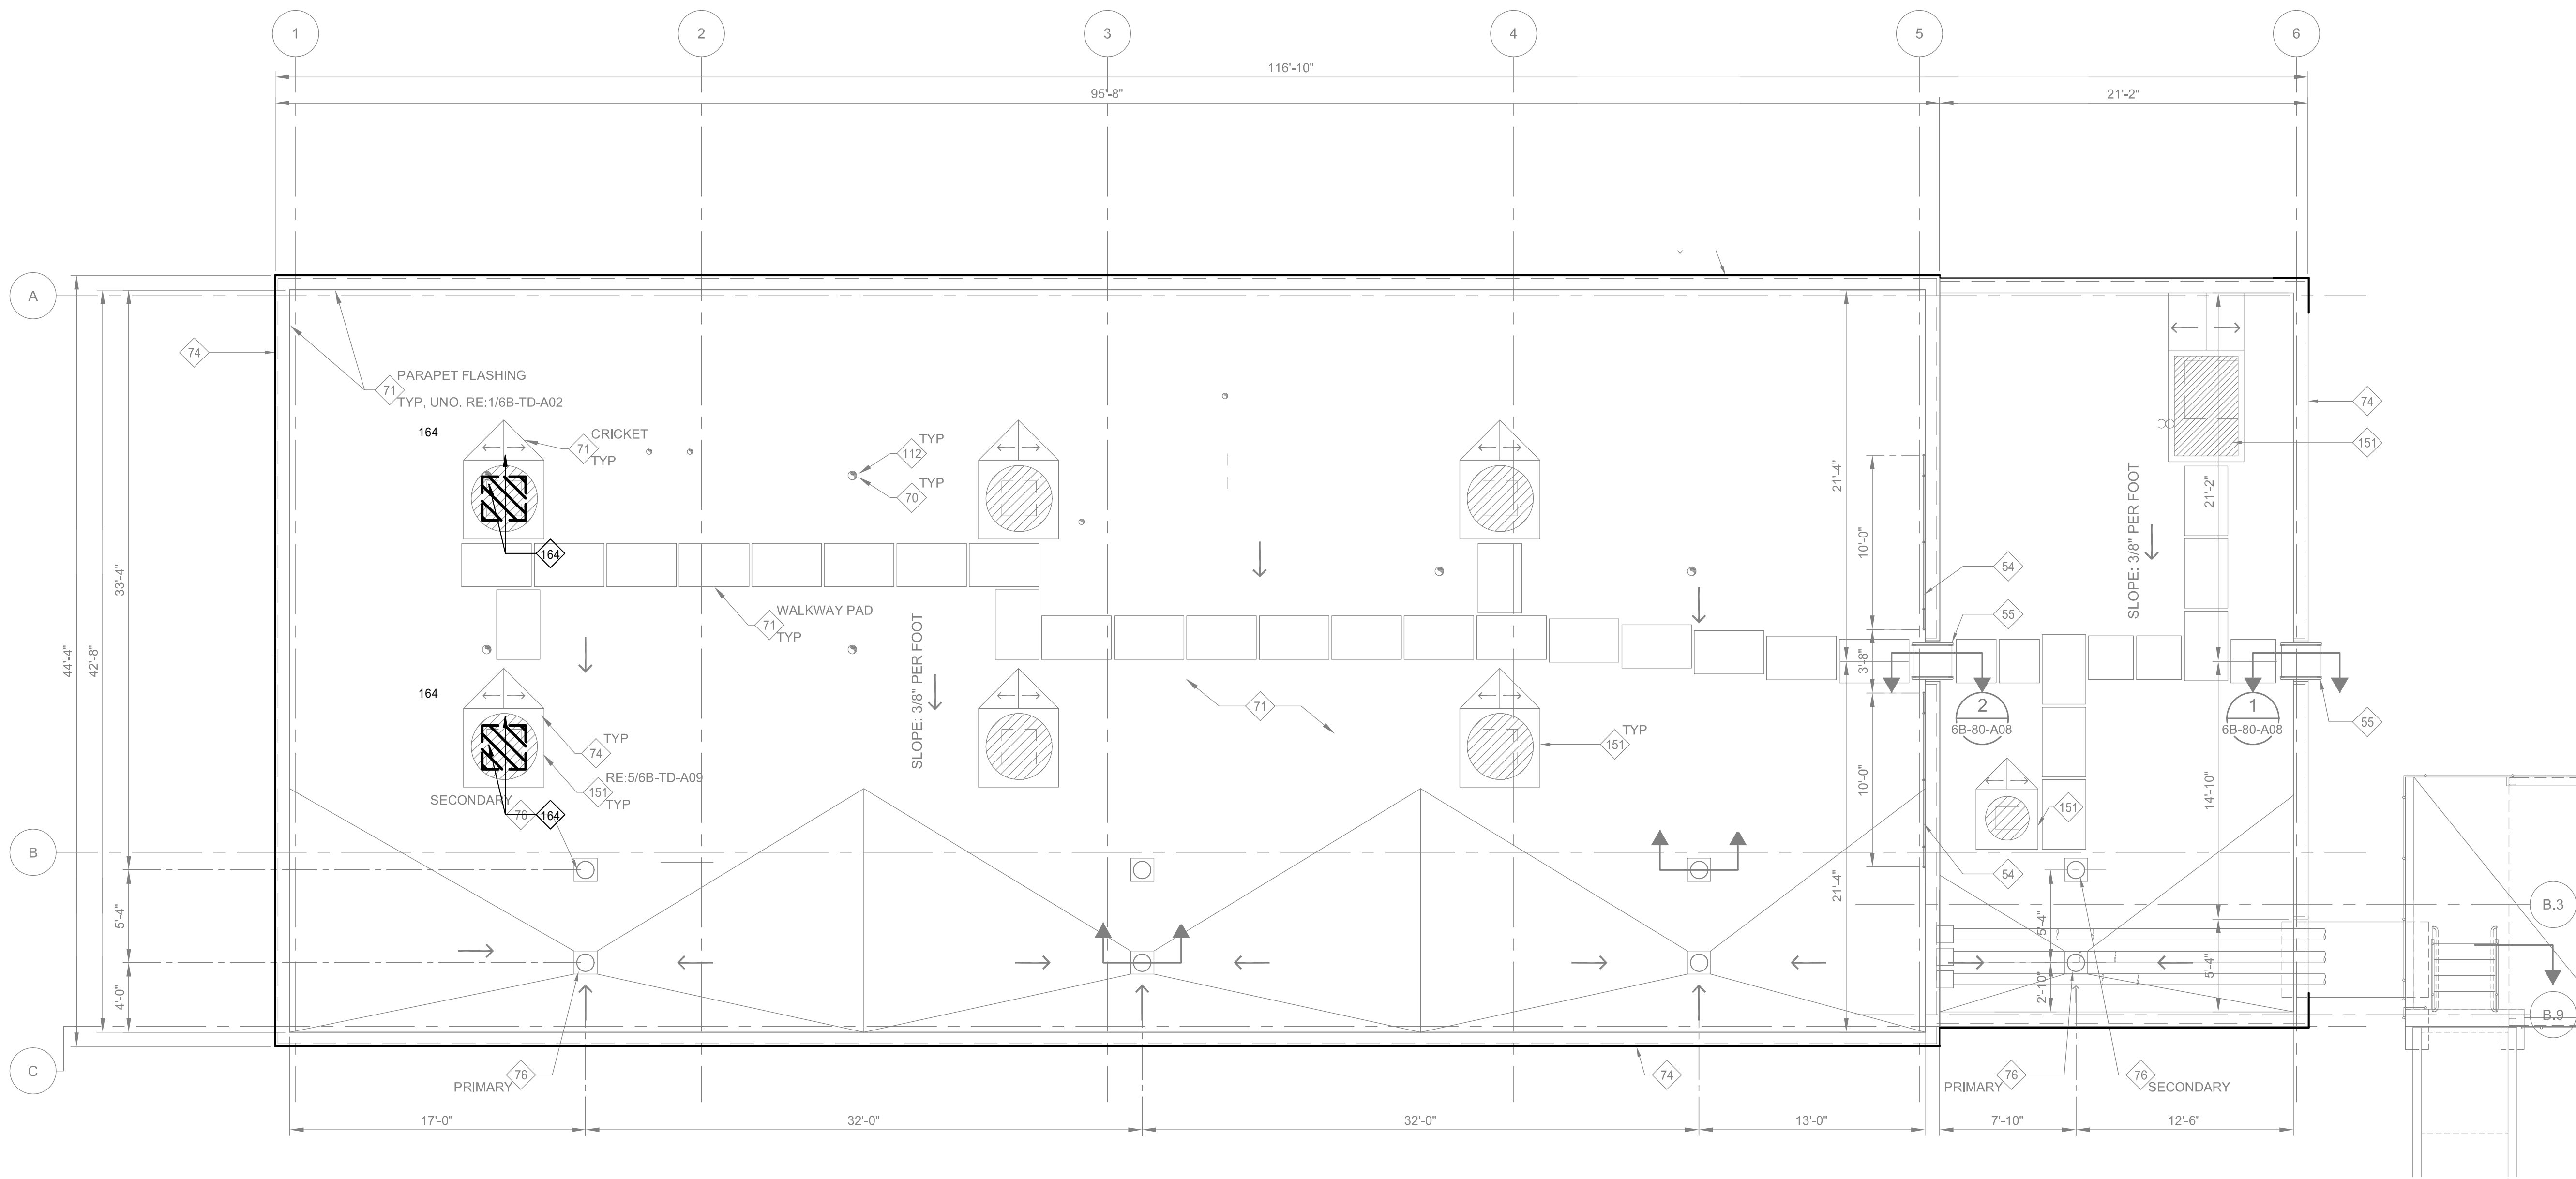 1
2
3
4
5
6
116'-10"
95'-8"
21'-2"
A
B
C
B.3
B.9
44'-4"
42'-8"
33'-4"
5'-4"
4'-0"
74
PARAPET FLASHING
71
TYP, UNO. RE:1/6B-TD-A02
164
CRICKET
71
TYP
TYP
112
TYP
70
164
WALKWAY PAD
71
TYP
SLOPE: 3/8" PER FOOT
164
TYP
74
RE:5/6B-TD-A09
151
TYP
SECONDARY
76
164
71
TYP
151
21'-4"
10'-0"
3'-8"
10'-0"
21'-4"
54
55
54
2
6B-80-A08
1
6B-80-A08
SLOPE: 3/8" PER FOOT
21'-2"
14'-10"
5'-4"
74
151
55
151
5'-4"
2'-10"
PRIMARY
76
74
PRIMARY
76
76
SECONDARY
17'-0"
32'-0"
32'-0"
13'-0"
7'-10"
12'-6"